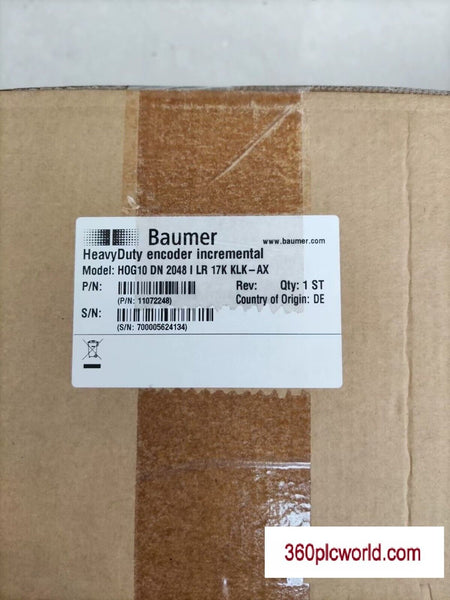 Baumer
www.baumer.com
HeavyDuty encoder incremental
Model: HOG10 DN 2048 I LR 17K KLK-AX
P/N:
Rev: Qty: 1 ST
(P/N: 11072248)
Country of Origin: DE
S/N:
(S/N: 700005624134)
360plcworld.com